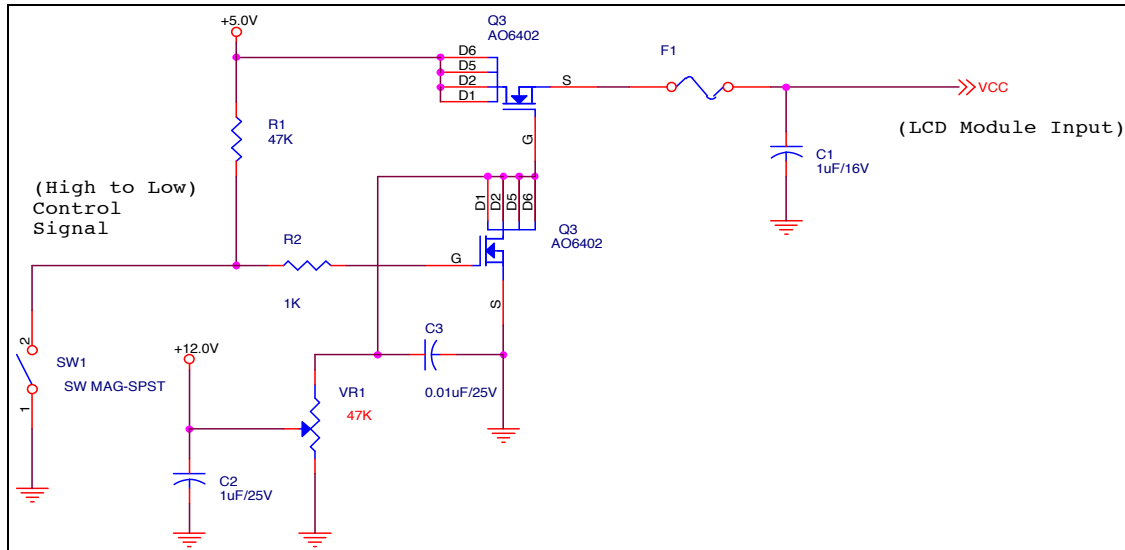 +5.0V
Q3
AO6402
D6
D5
D2
D1
S
G
F1
VCC
(LCD Module Input)
C1
1uF/16V
R1
47K
(High to Low)
Control
Signal
D1
D2
D5
D6
Q3
AO6402
G
S
R2
1K
C3
0.01uF/25V
+12.0V
2
SW1
SW MAG-SPST
1
VR1
47K
C2
1uF/25V